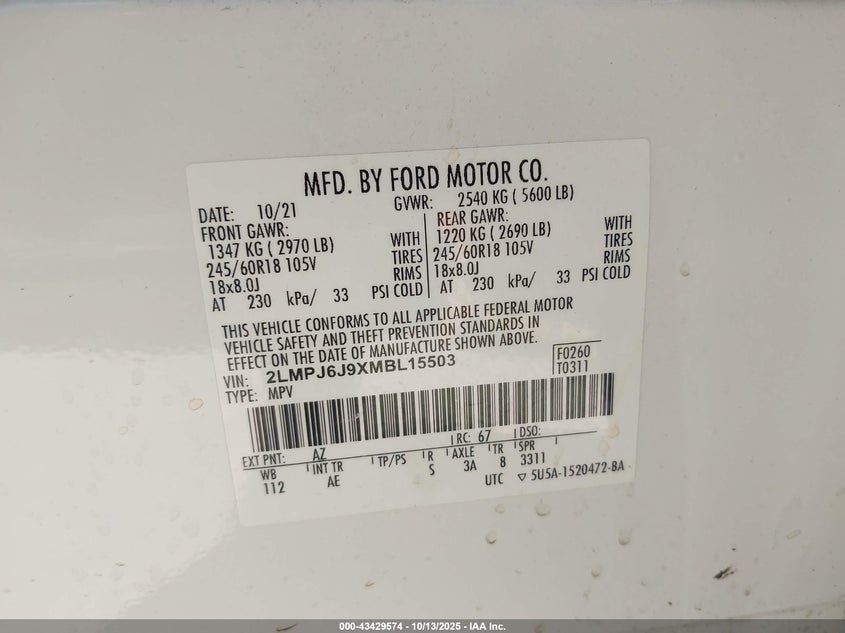 MFD. BY FORD MOTOR CO.
DATE: 10/21 GVWR: 2540 KG ( 5600 LB)
FRONT GAWR: REAR GAWR:
1347 KG ( 2970 LB) WITH 1220 KG ( 2690 LB) WITH
245/60R18 105V TIRES 245/60R18 105V TIRES
18x8.0J RIMS 18x8.0J RIMS
AT 230 kPa/ 33 PSI COLD AT 230 kPa/ 33 PSI COLD
THIS VEHICLE CONFORMS TO ALL APPLICABLE FEDERAL MOTOR
VEHICLE SAFETY AND THEFT PREVENTION STANDARDS IN
EFFECT ON THE DATE OF MANUFACTURE SHOWN ABOVE.
VIN: 2LMPJ6J9XMBL15503 F0260
TYPE: MPV T0311
EXT PNT: AZ RC: 67 DSO:
WB INT TR TP/PS R AXLE TR SPR
112 AE S 3A 8 3311
UTC ▽ 5U5A-1520472-BA
000-43429574 - 10/13/2025 - IAA Inc.